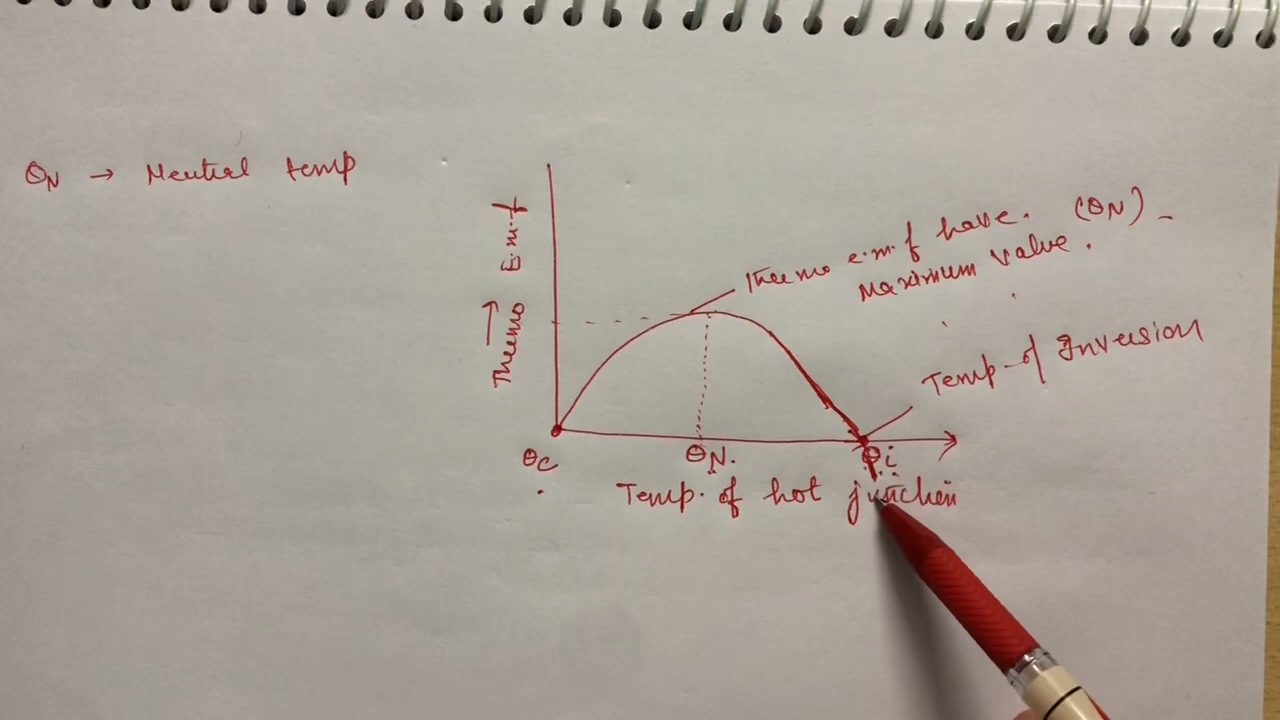 θN → Neutral temp
Thermo e.m.f have. (θN) -
Maximum value.
→ Thermo E.m.f
Temp of Inversion
θc
θN.
θi
Temp. of hot junction